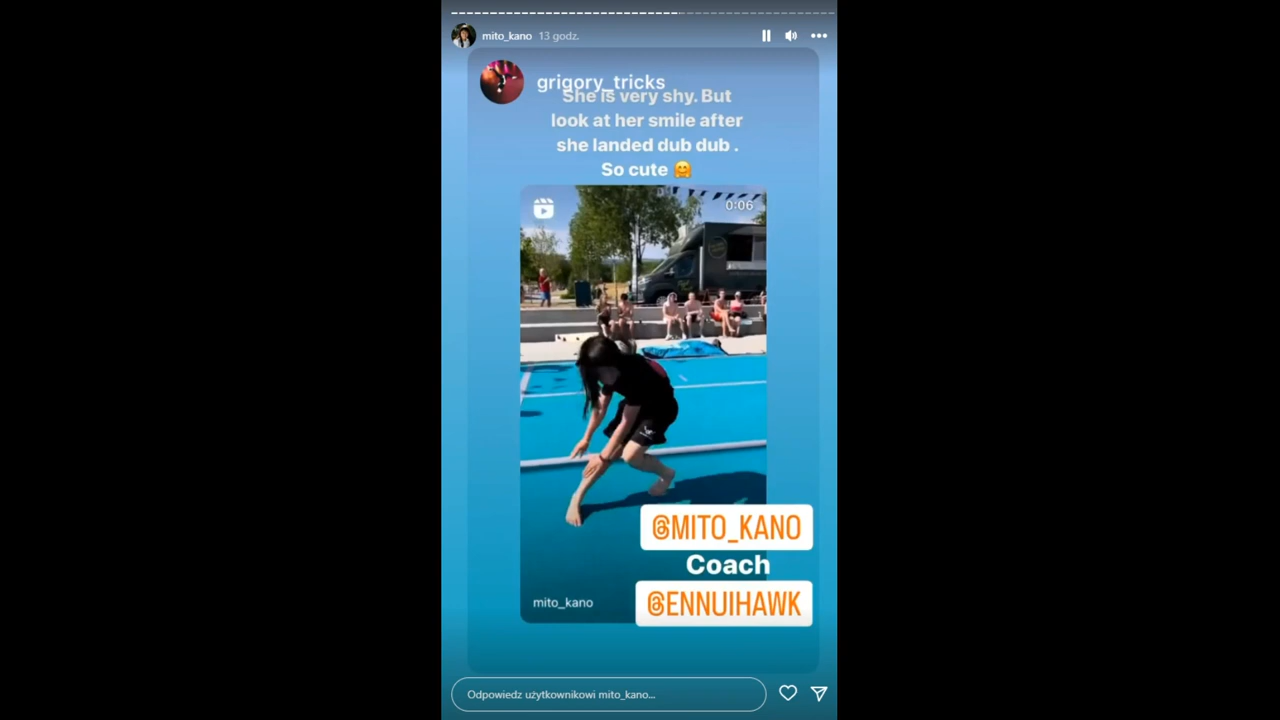 mito_kano 13 godz.
grigory_tricks
She is very shy. But
look at her smile after
she landed dub dub .
So cute 🤗
0:06
@MITO_KANO
Coach
mito_kano
@ENNUIHAWK
Odpowiedz użytkownikowi mito_kano...